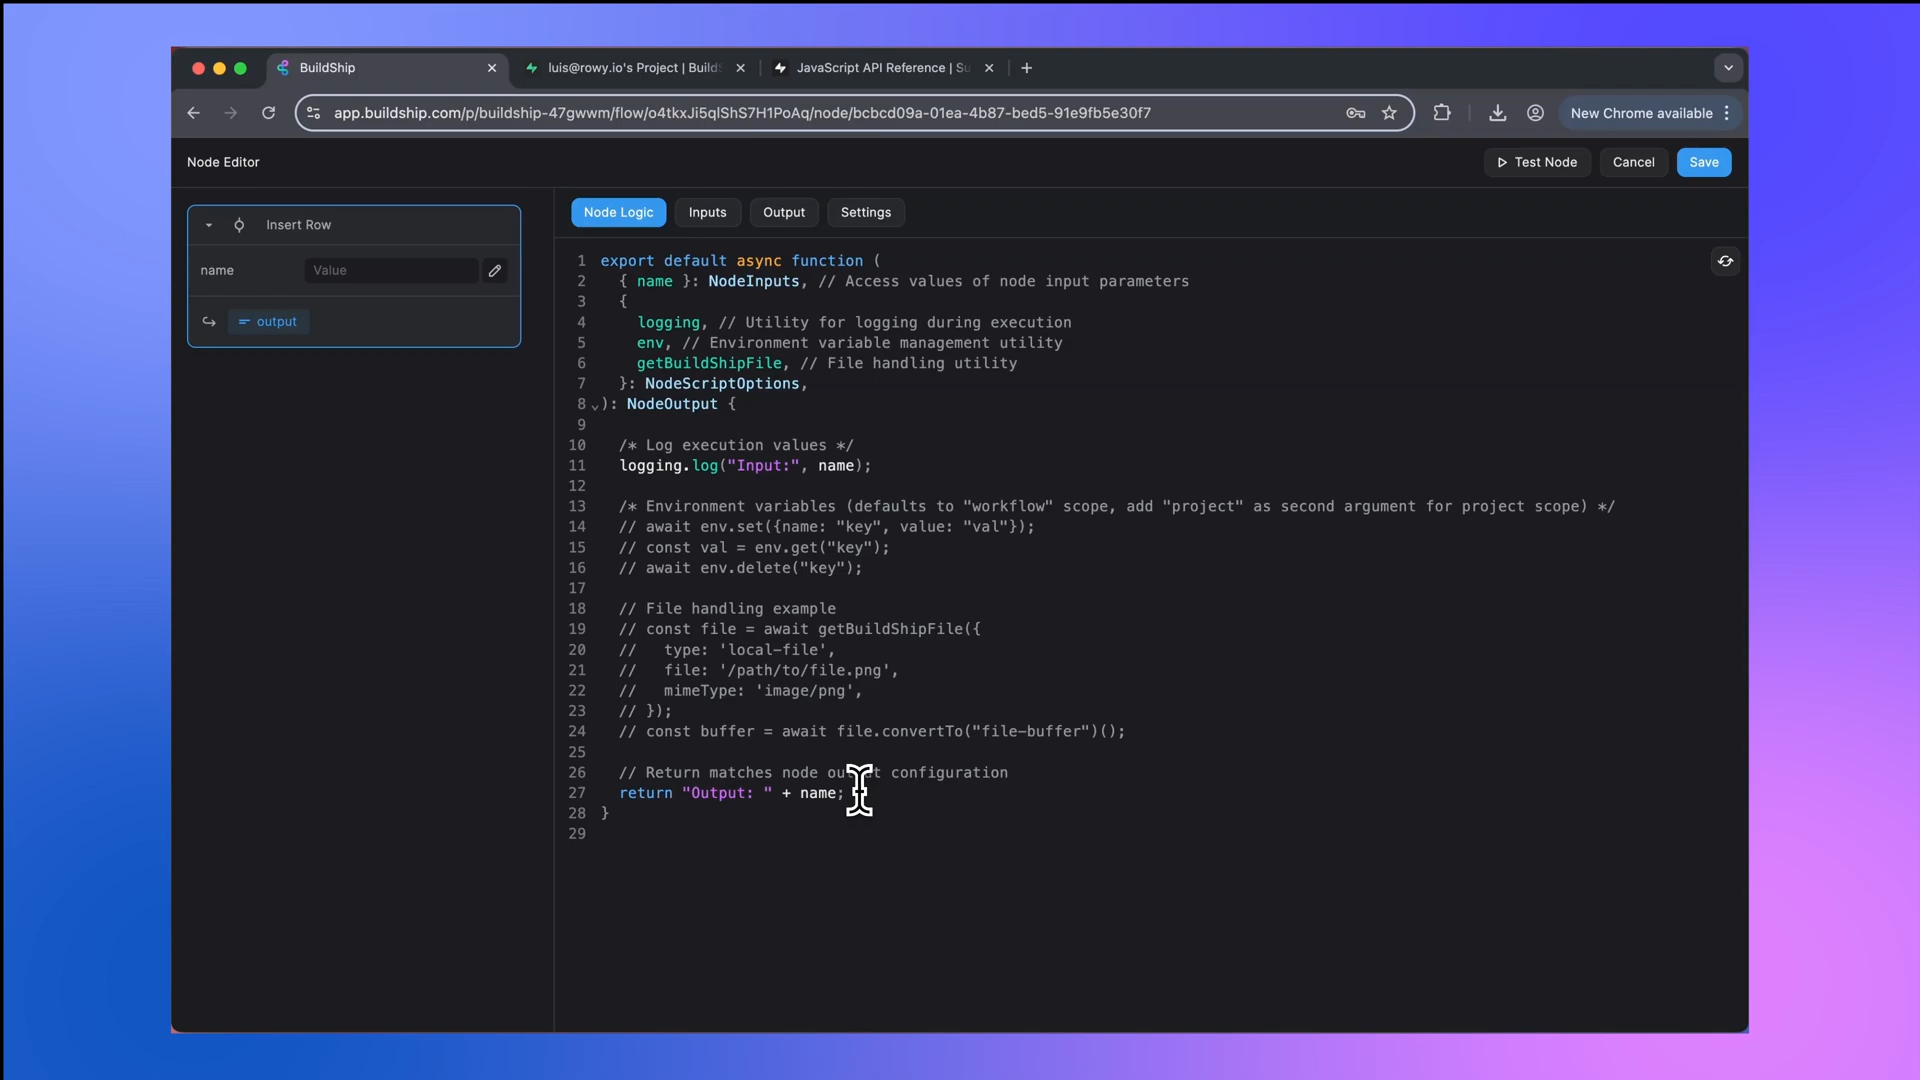 BuildShip
luis@rowy.io's Project | Build
JavaScript API Reference | Su
app.buildship.com/p/buildship-47gwwm/flow/o4tkxJi5qlShS7H1PoAq/node/bcbcd09a-01ea-4b87-bed5-91e9fb5e30f7
New Chrome available
Node Editor
Test Node
Cancel
Save
Insert Row
name
Value
output
Node Logic
Inputs
Output
Settings
1 export default async function (
2 { name }: NodeInputs, // Access values of node input parameters
3 {
4 logging, // Utility for logging during execution
5 env, // Environment variable management utility
6 getBuildShipFile, // File handling utility
7 }: NodeScriptOptions,
8 ): NodeOutput {
9
10 /* Log execution values */
11 logging.log("Input:", name);
12
13 /* Environment variables (defaults to "workflow" scope, add "project" as second argument for project scope) */
14 // await env.set({name: "key", value: "val"});
15 // const val = env.get("key");
16 // await env.delete("key");
17
18 // File handling example
19 // const file = await getBuildShipFile({
20 // type: 'local-file',
21 // file: '/path/to/file.png',
22 // mimeType: 'image/png',
23 // });
24 // const buffer = await file.convertTo("file-buffer")();
25
26 // Return matches node output configuration
27 return "Output: " + name;
28 }
29